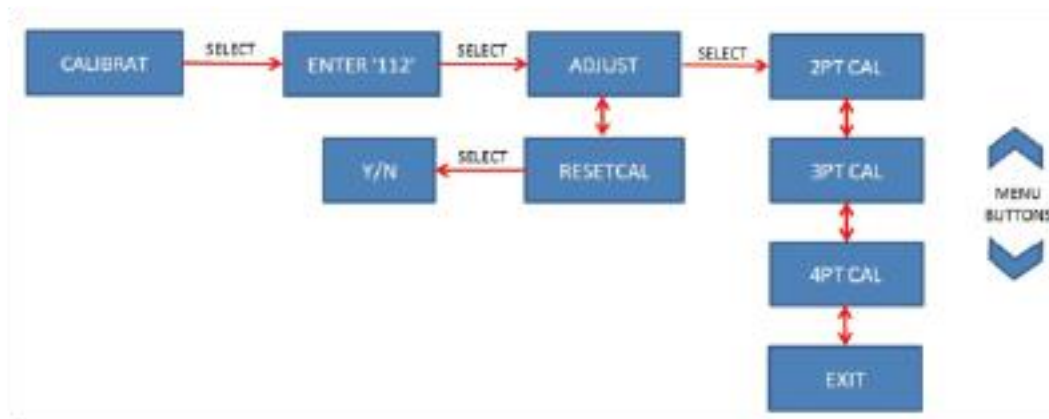 CALIBRAT
SELECT
ENTER '112'
SELECT
ADJUST
SELECT
2PT CAL
Y/N
SELECT
RESETCAL
3PT CAL
MENU
BUTTONS
4PT CAL
EXIT